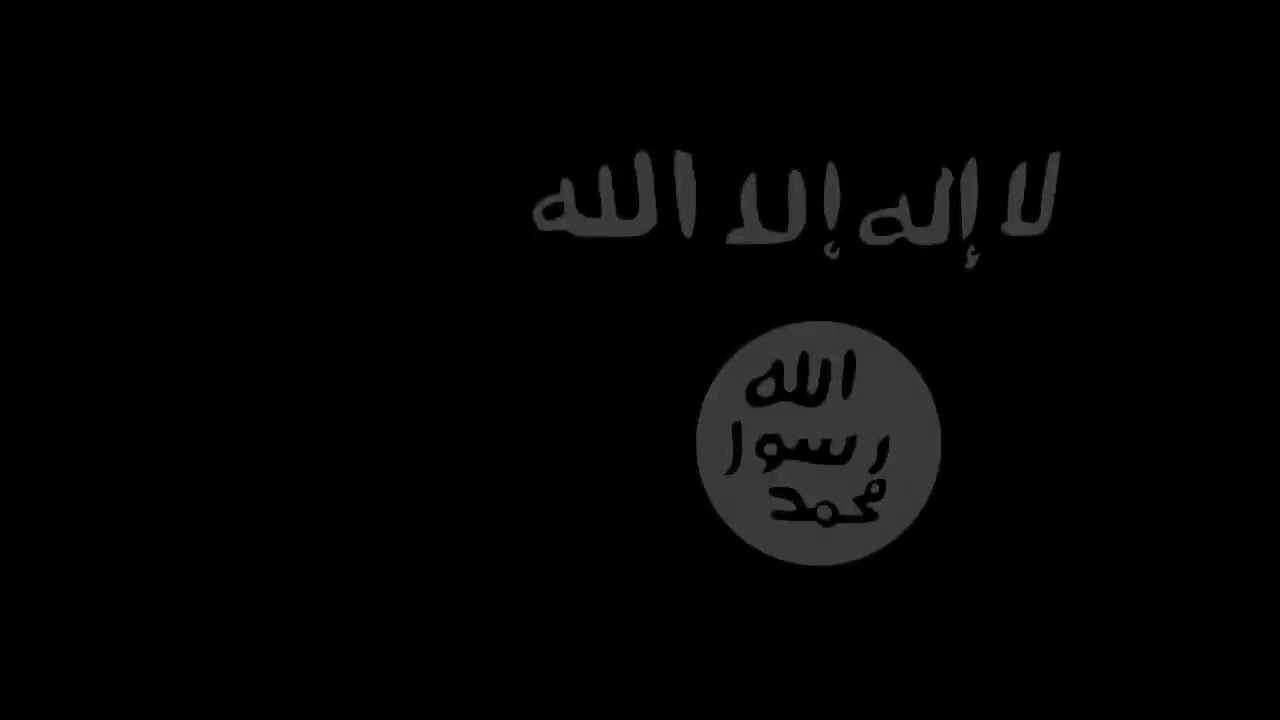 لا إله إلا الله
الله
رسول
محمد